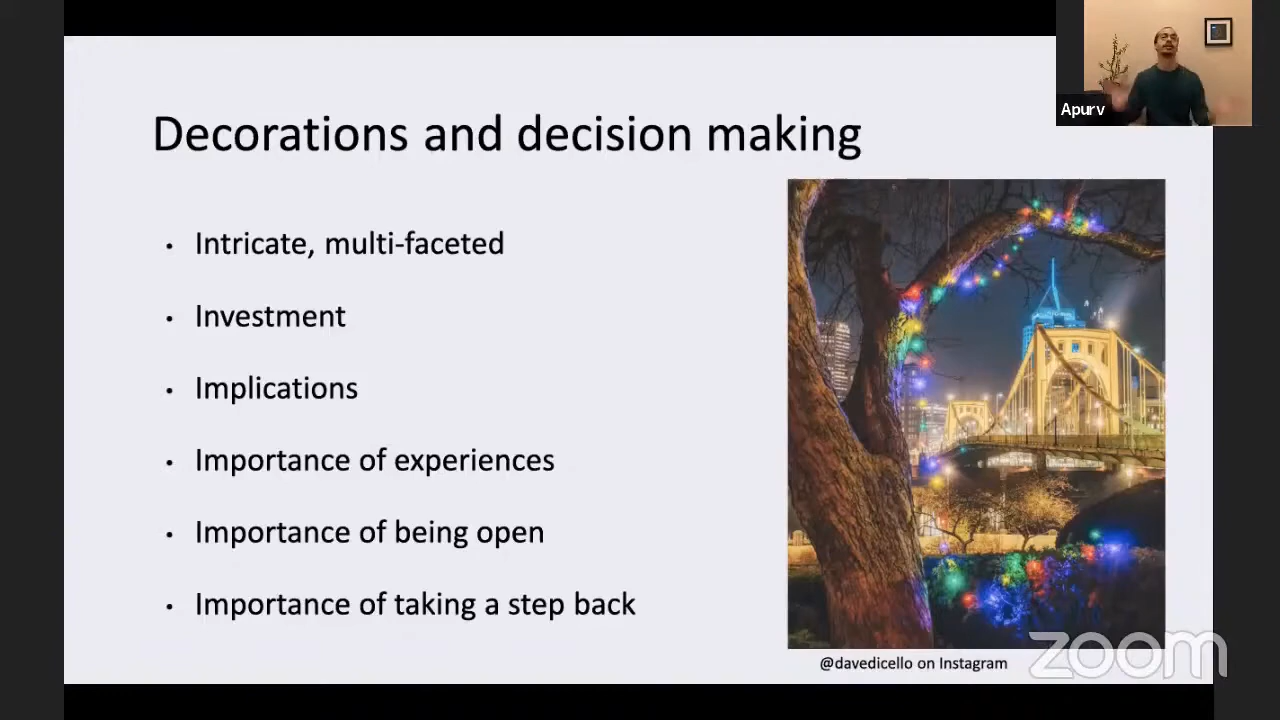 Decorations and decision making
• Intricate, multi-faceted
• Investment
• Implications
• Importance of experiences
• Importance of being open
• Importance of taking a step back
@davedicello on Instagram
Apurv
zoom